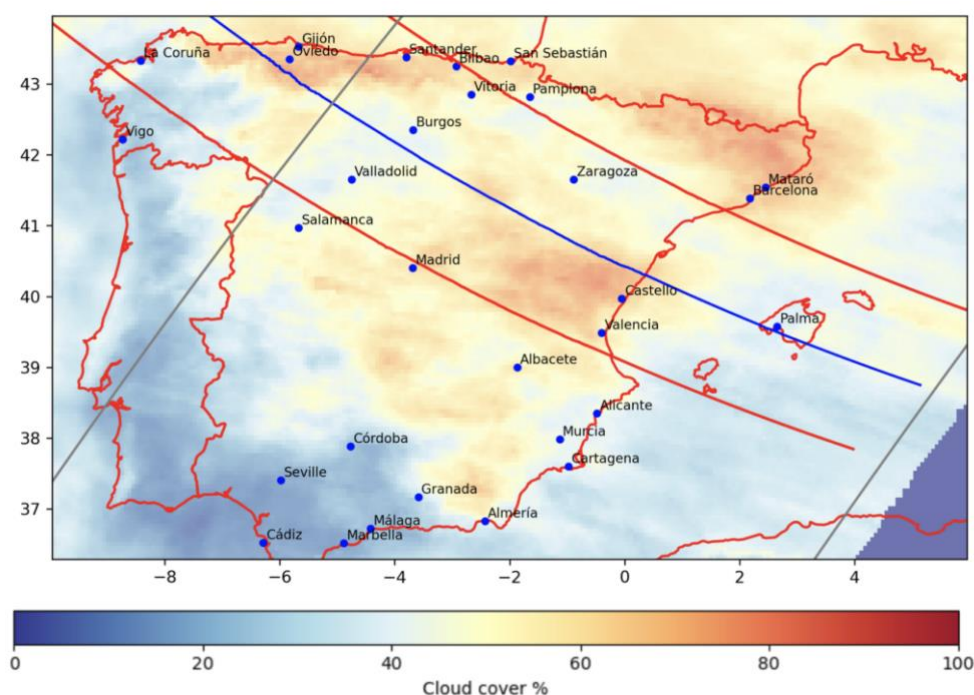 Gijón
La Coruña
Oviedo
Santander
San Sebastián
Bilbao
43
Vitoria
Pamplona
Burgos
Vigo
42
Valladolid
Zaragoza
Mataró
Barcelona
41
Salamanca
Madrid
40
Castello
Palma
Valencia
39
Albacete
Alicante
38
Córdoba
Murcia
Cartagena
Seville
Granada
37
Almería
Málaga
Cádiz
Marbella
−8 −6 −4 −2 0 2 4
0 20 40 60 80 100
Cloud cover %